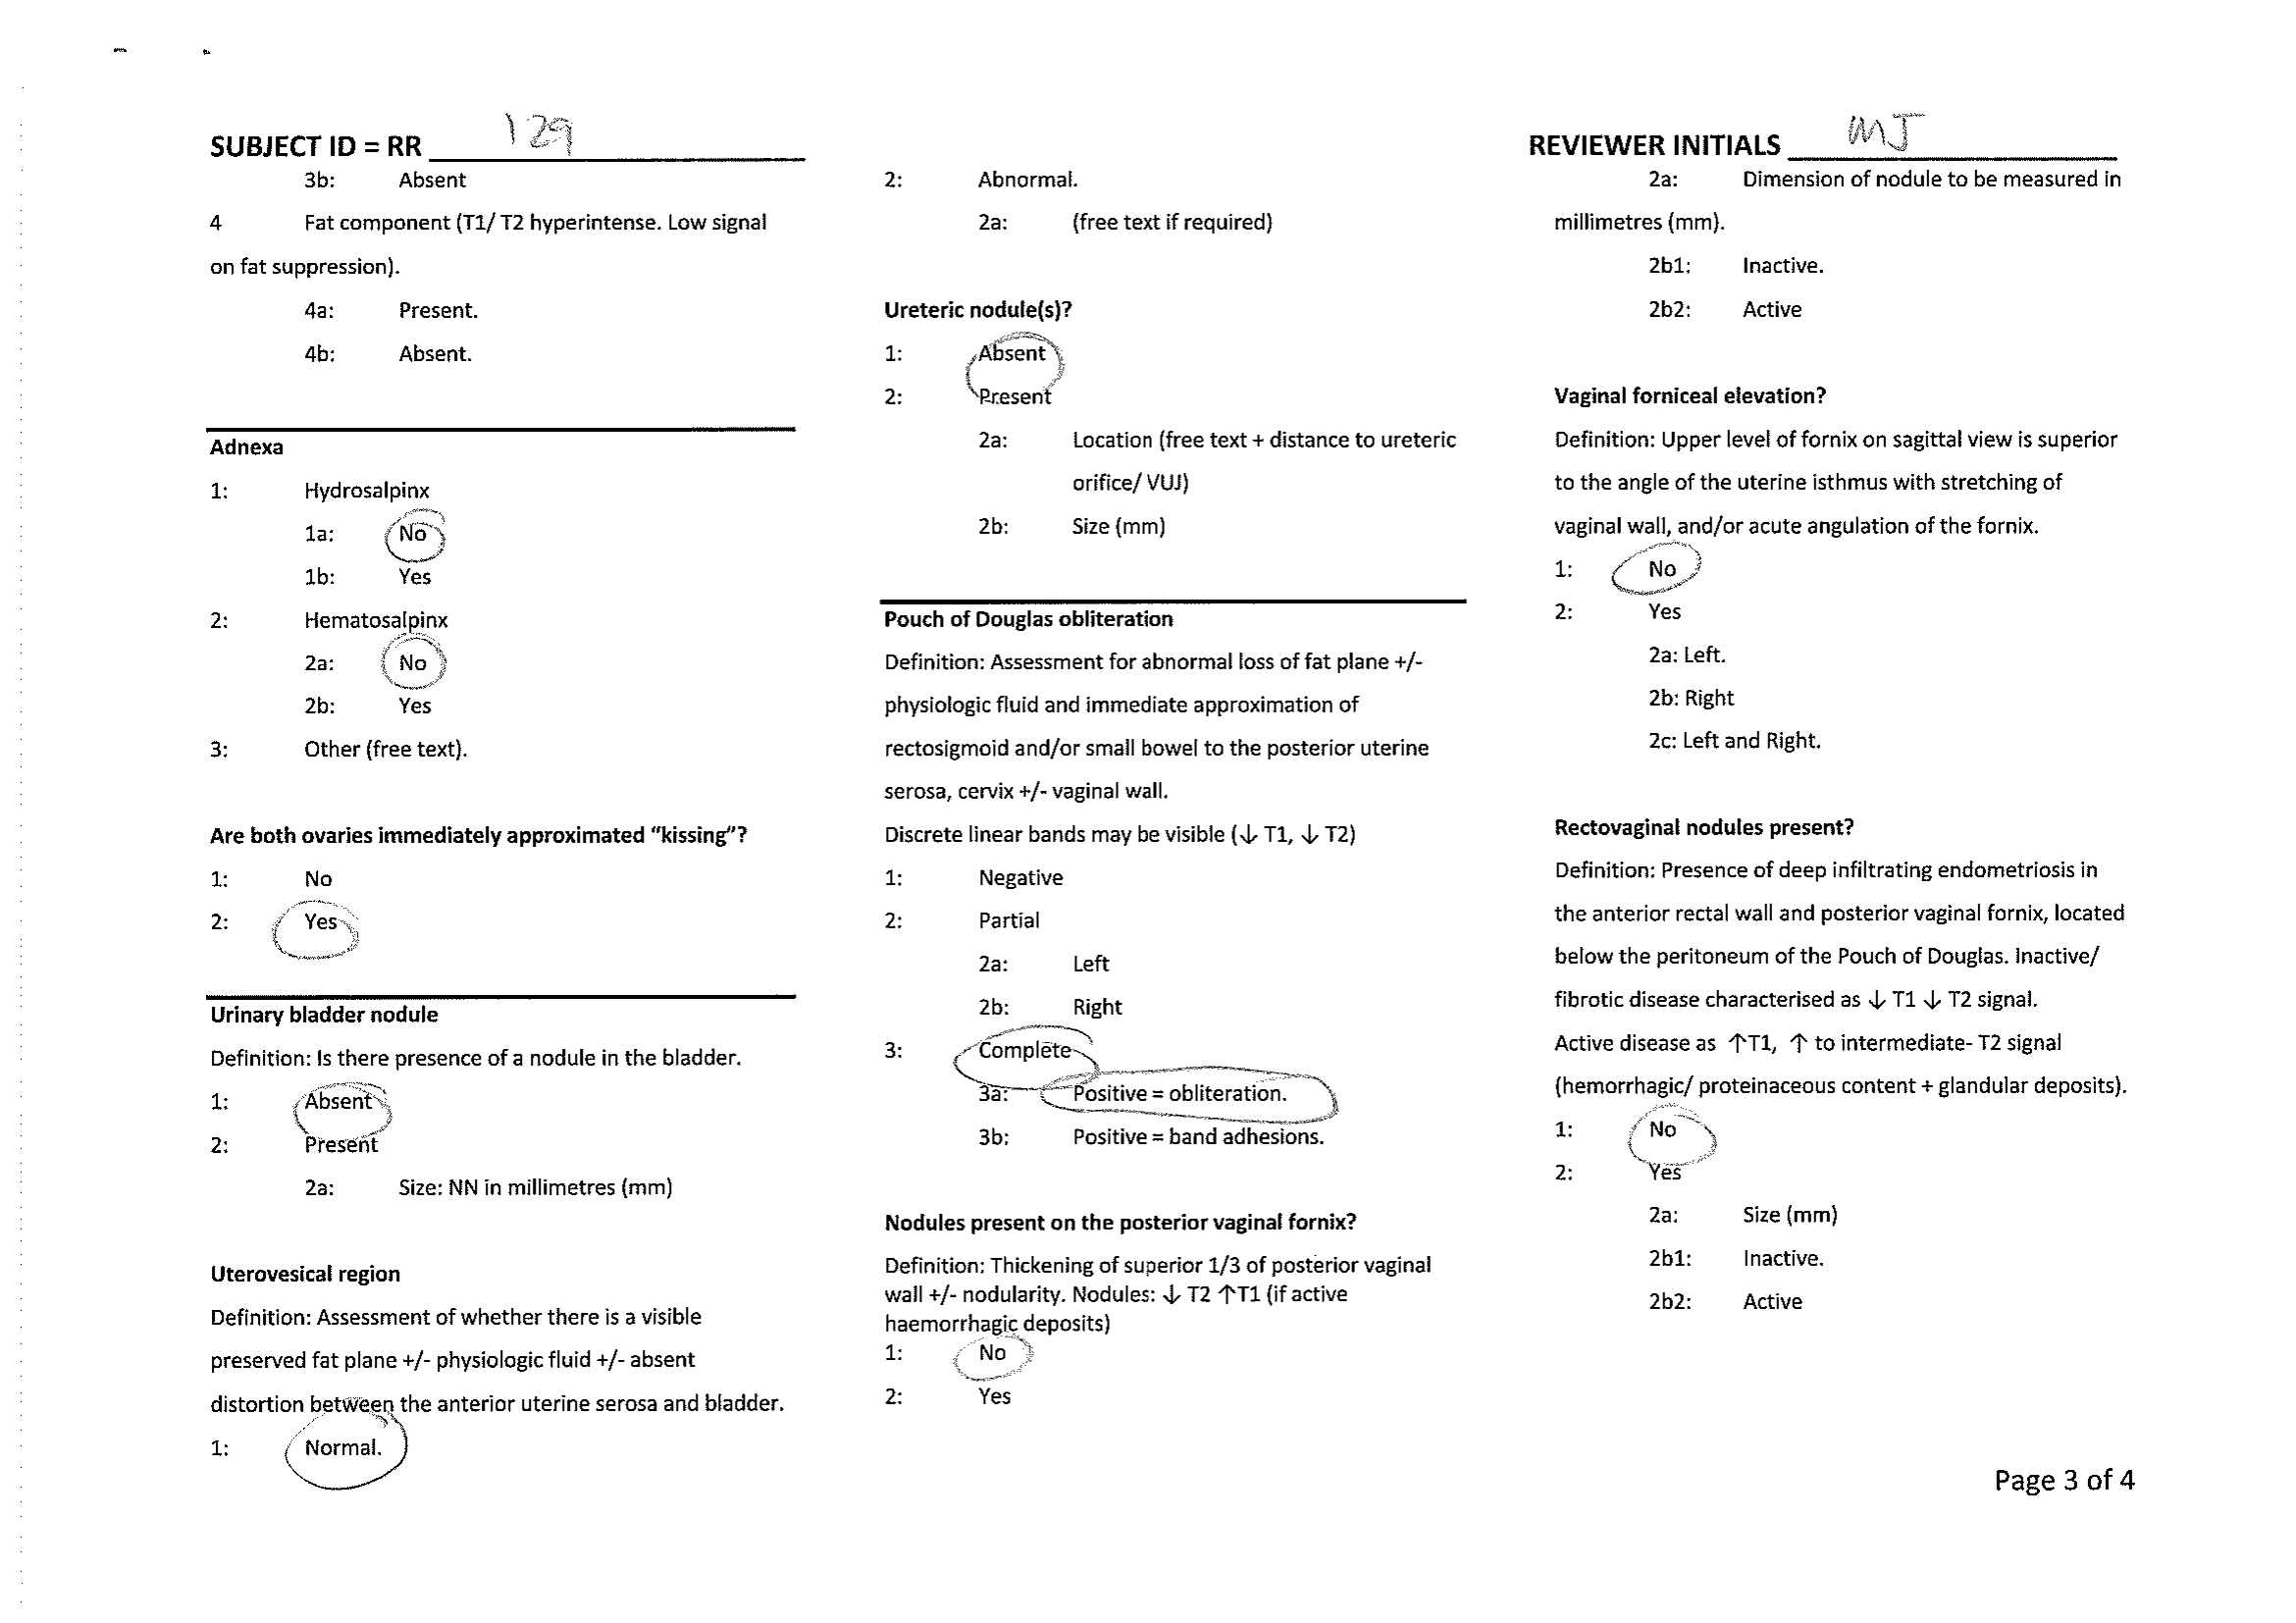 SUBJECT ID = RR 129
3b: Absent
4 Fat component (T1/ T2 hyperintense. Low signal
on fat suppression).
4a: Present.
4b: Absent.
Adnexa
1: Hydrosalpinx
1a: No
1b: Yes
2: Hematosalpinx
2a: No
2b: Yes
3: Other (free text).
Are both ovaries immediately approximated “kissing”?
1: No
2: Yes
Urinary bladder nodule
Definition: Is there presence of a nodule in the bladder.
1: Absent
2: Present
2a: Size: NN in millimetres (mm)
Uterovesical region
Definition: Assessment of whether there is a visible
preserved fat plane +/- physiologic fluid +/- absent
distortion between the anterior uterine serosa and bladder.
1: Normal.
2: Abnormal.
2a: (free text if required)
Ureteric nodule(s)?
1: Absent
2: Present
2a: Location (free text + distance to ureteric
orifice/ VUJ)
2b: Size (mm)
Pouch of Douglas obliteration
Definition: Assessment for abnormal loss of fat plane +/-
physiologic fluid and immediate approximation of
rectosigmoid and/or small bowel to the posterior uterine
serosa, cervix +/- vaginal wall.
Discrete linear bands may be visible (↓ T1, ↓ T2)
1: Negative
2: Partial
2a: Left
2b: Right
3: Complete
3a: Positive = obliteration.
3b: Positive = band adhesions.
Nodules present on the posterior vaginal fornix?
Definition: Thickening of superior 1/3 of posterior vaginal
wall +/- nodularity. Nodules: ↓ T2 ↑T1 (if active
haemorrhagic deposits)
1: No
2: Yes
REVIEWER INITIALS MJ
2a: Dimension of nodule to be measured in
millimetres (mm).
2b1: Inactive.
2b2: Active
Vaginal forniceal elevation?
Definition: Upper level of fornix on sagittal view is superior
to the angle of the uterine isthmus with stretching of
vaginal wall, and/or acute angulation of the fornix.
1: No
2: Yes
2a: Left.
2b: Right
2c: Left and Right.
Rectovaginal nodules present?
Definition: Presence of deep infiltrating endometriosis in
the anterior rectal wall and posterior vaginal fornix, located
below the peritoneum of the Pouch of Douglas. Inactive/
fibrotic disease characterised as ↓ T1 ↓ T2 signal.
Active disease as ↑T1, ↑ to intermediate- T2 signal
(hemorrhagic/ proteinaceous content + glandular deposits).
1: No
2: Yes
2a: Size (mm)
2b1: Inactive.
2b2: Active
Page 3 of 4